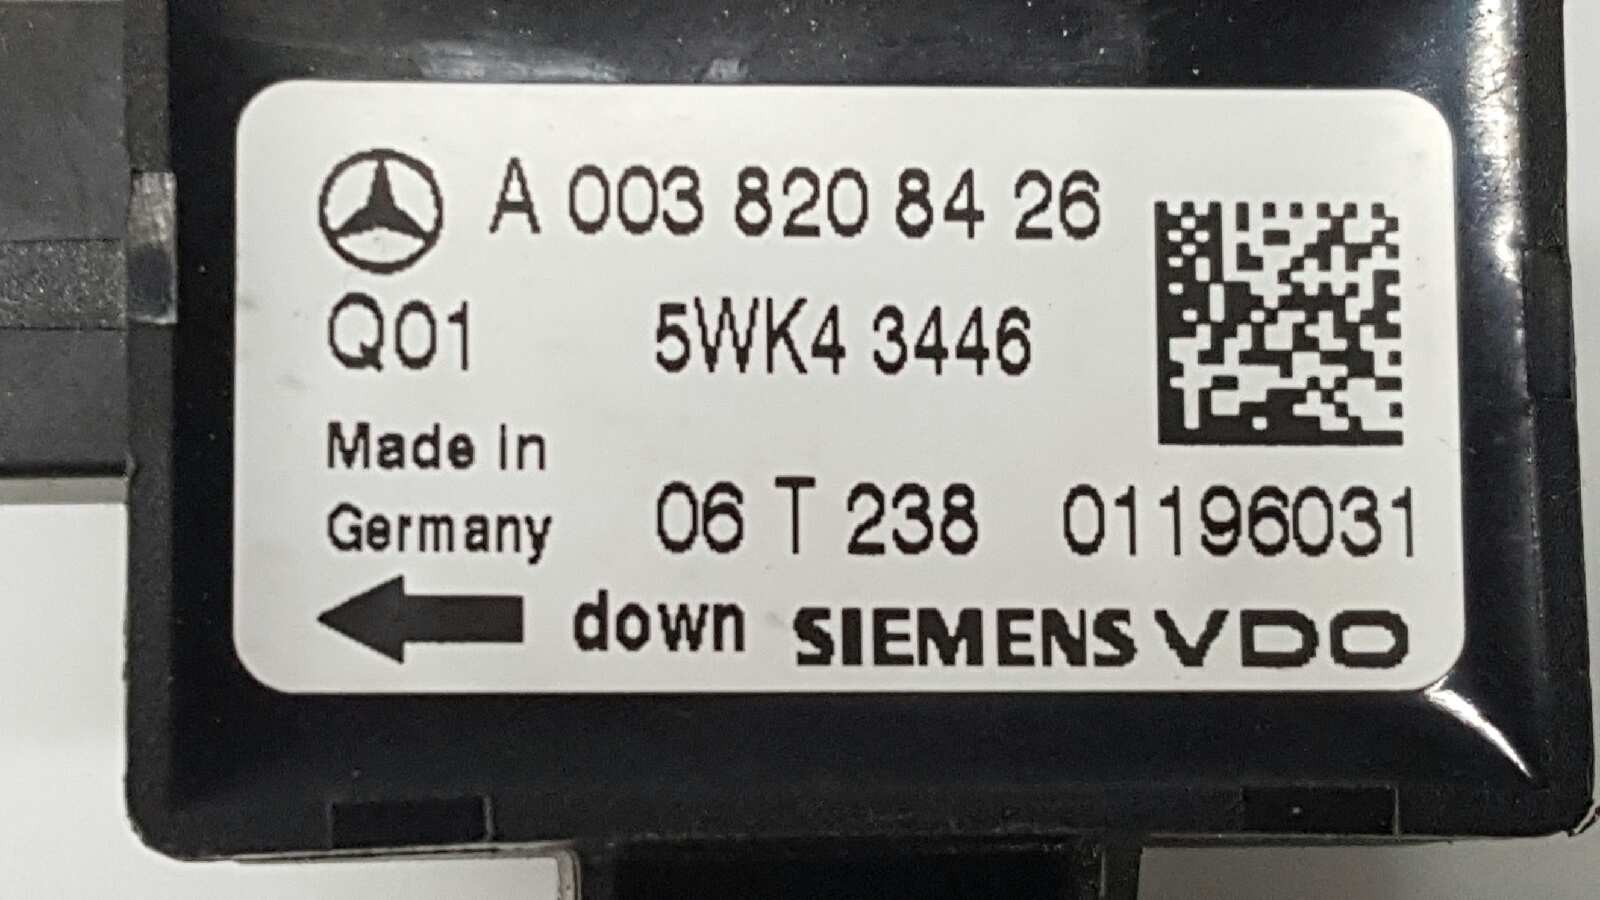 A 003 820 84 26
Q01 5WK4 3446
Made in
Germany
06 T 238 01196031
down SIEMENS VDO